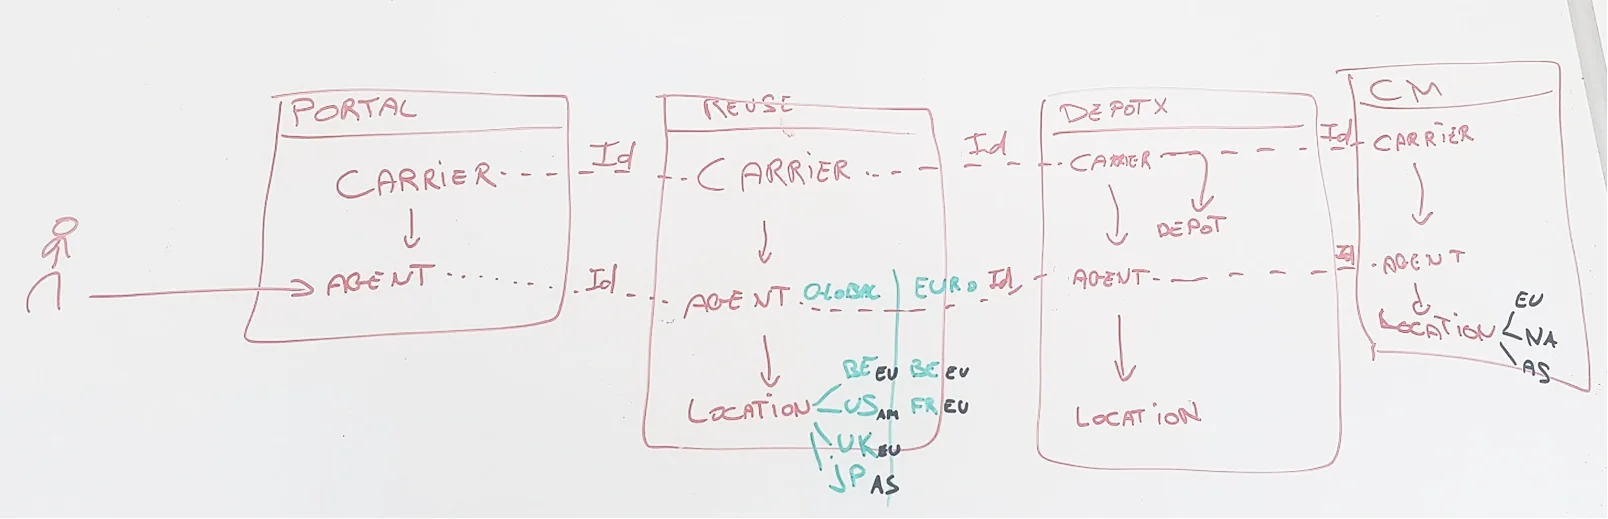 PORTAL
CARRIER
AGENT
Id
Id
REUSE
CARRIER
AGENT GLOBAL EURO
LOCATION
BE EU BE EU
US AM FR EU
UK EU
JP AS
Id
Id
DEPOTX
CARRIER
DEPOT
AGENT
LOCATION
Id
Id
CM
CARRIER
AGENT
LOCATION
EU
NA
AS